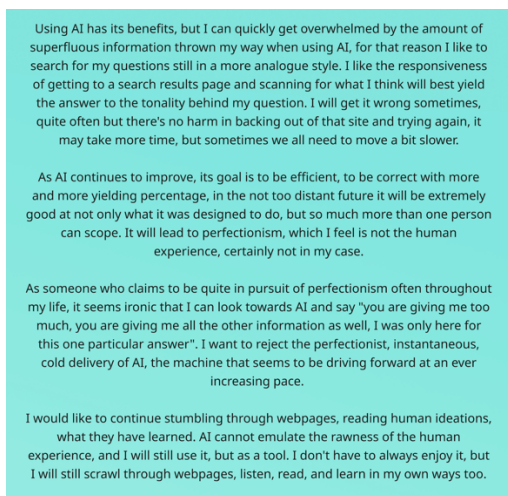 Using AI has its benefits, but I can quickly get overwhelmed by the amount of
superfluous information thrown my way when using AI, for that reason I like to
search for my questions still in a more analogue style. I like the responsiveness
of getting to a search results page and scanning for what I think will best yield
the answer to the tonality behind my question. I will get it wrong sometimes,
quite often but there's no harm in backing out of that site and trying again, it
may take more time, but sometimes we all need to move a bit slower.

As AI continues to improve, its goal is to be efficient, to be correct with more
and more yielding percentage, in the not too distant future it will be extremely
good at not only what it was designed to do, but so much more than one person
can scope. It will lead to perfectionism, which I feel is not the human
experience, certainly not in my case.

As someone who claims to be quite in pursuit of perfectionism often throughout
my life, it seems ironic that I can look towards AI and say "you are giving me too
much, you are giving me all the other information as well, I was only here for
this one particular answer". I want to reject the perfectionist, instantaneous,
cold delivery of AI, the machine that seems to be driving forward at an ever
increasing pace.

I would like to continue stumbling through webpages, reading human ideations,
what they have learned. AI cannot emulate the rawness of the human
experience, and I will still use it, but as a tool. I don't have to always enjoy it, but
I will still scrawl through webpages, listen, read, and learn in my own ways too.